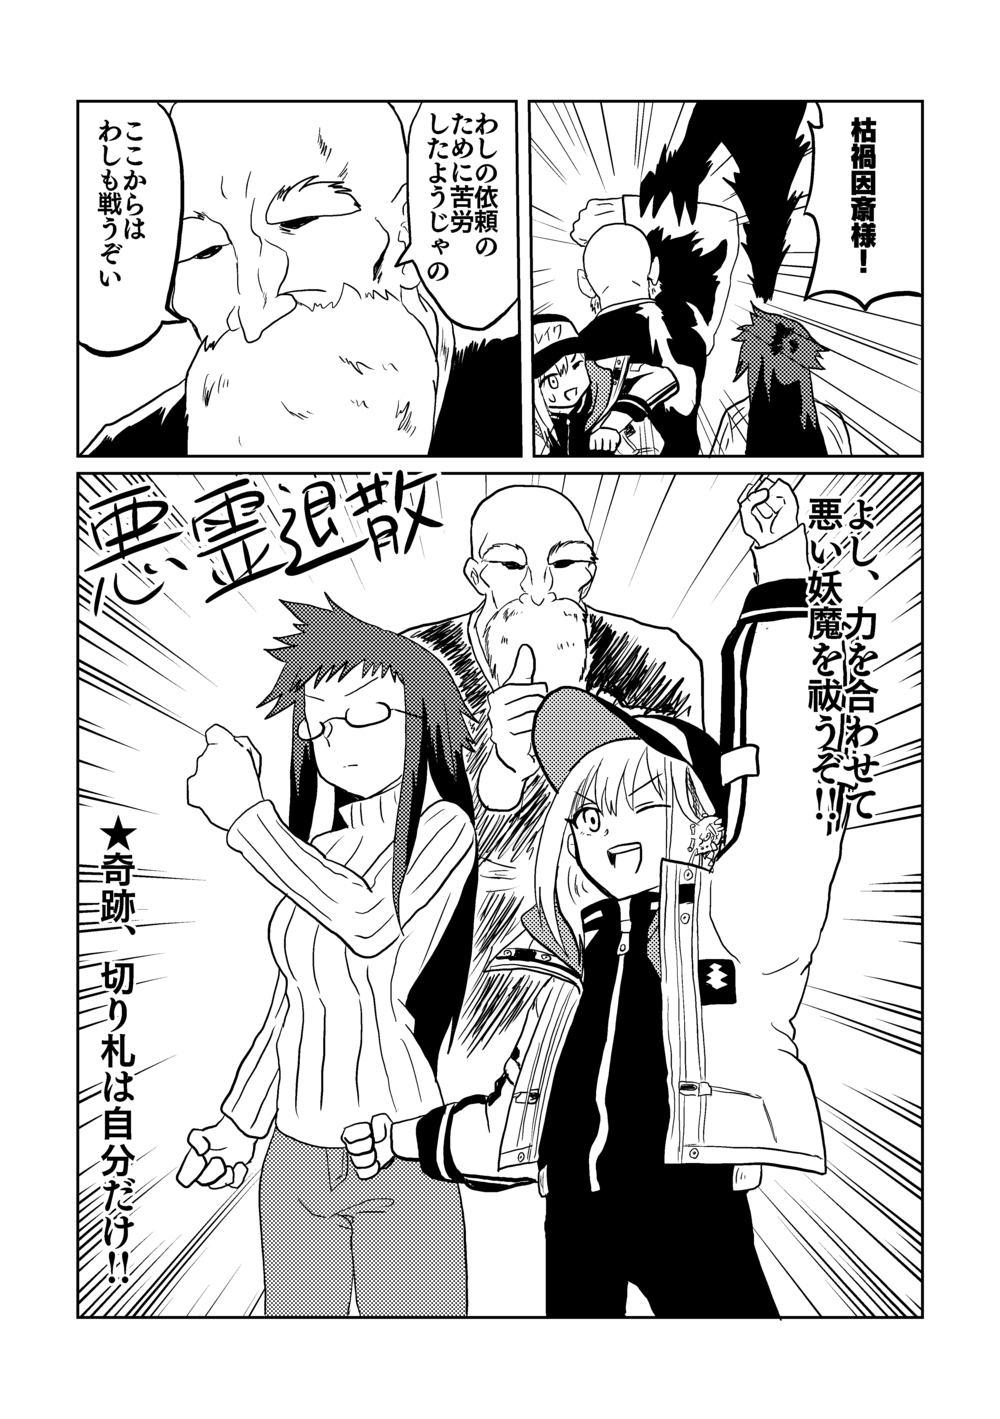 枯禍因斎様！
レイワ
わしの依頼の
ために苦労
したようじゃの
ここからは
わしも戦うぞい
よし、力を合わせて
悪い妖魔を祓うぞ!!
悪霊退散
★奇跡、切り札は自分だけ!!